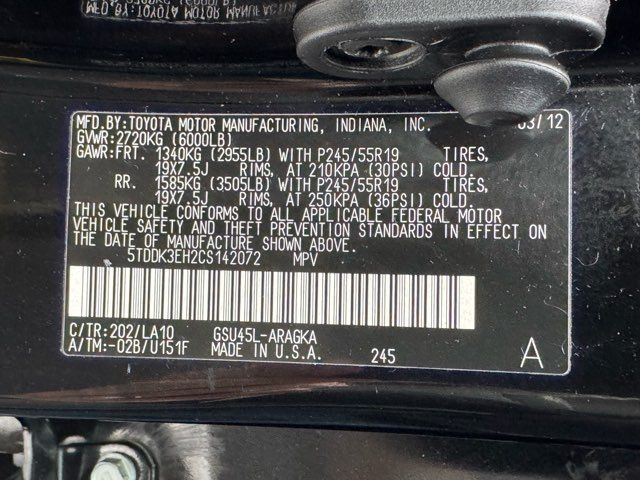 MFD.BY:TOYOTA MOTOR MANUFACTURING, INDIANA, INC. 03/12
GVWR:2720KG (6000LB)
GAWR:FRT. 1340KG (2955LB) WITH P245/55R19 TIRES,
19X7.5J RIMS, AT 210KPA (30PSI) COLD.
RR. 1585KG (3505LB) WITH P245/55R19 TIRES,
19X7.5J RIMS, AT 250KPA (36PSI) COLD.
THIS VEHICLE CONFORMS TO ALL APPLICABLE FEDERAL MOTOR
VEHICLE SAFETY AND THEFT PREVENTION STANDARDS IN EFFECT ON
THE DATE OF MANUFACTURE SHOWN ABOVE.
5TDDK3EH2CS142072 MPV
C/TR:202/LA10 GSU45L-ARAGKA
A/TM:-02B/U151F MADE IN U.S.A. 245 A